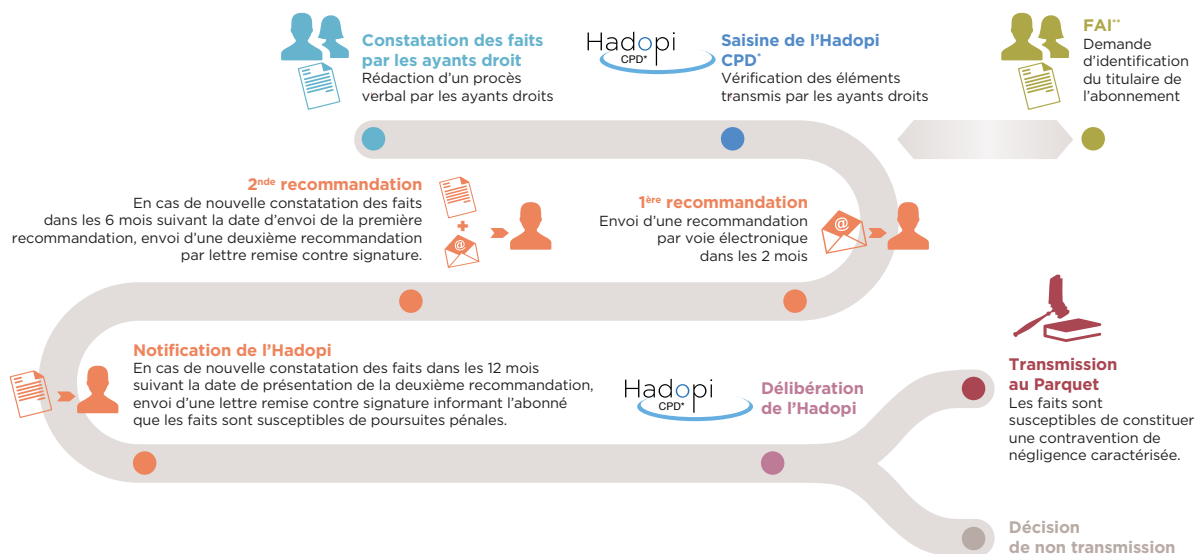 Constatation des faits
par les ayants droit
Rédaction d'un procès
verbal par les ayants droits
Hadopi
CPD*
Saisine de l'Hadopi
CPD*
Vérification des éléments
transmis par les ayants droits
FAI**
Demande
d'identification
du titulaire de
l'abonnement
1ère recommandation
Envoi d'une recommandation
par voie électronique
dans les 2 mois
@
2nde recommandation
En cas de nouvelle constatation des faits
dans les 6 mois suivant la date d'envoi de la première
recommandation, envoi d'une deuxième recommandation
par lettre remise contre signature.
+
@
Notification de l'Hadopi
En cas de nouvelle constatation des faits dans les 12 mois
suivant la date de présentation de la deuxième recommandation,
envoi d'une lettre remise contre signature informant l'abonné
que les faits sont susceptibles de poursuites pénales.
Hadopi
CPD*
Délibération
de l'Hadopi
Transmission
au Parquet
Les faits sont
susceptibles de constituer
une contravention de
négligence caractérisée.
Décision
de non transmission